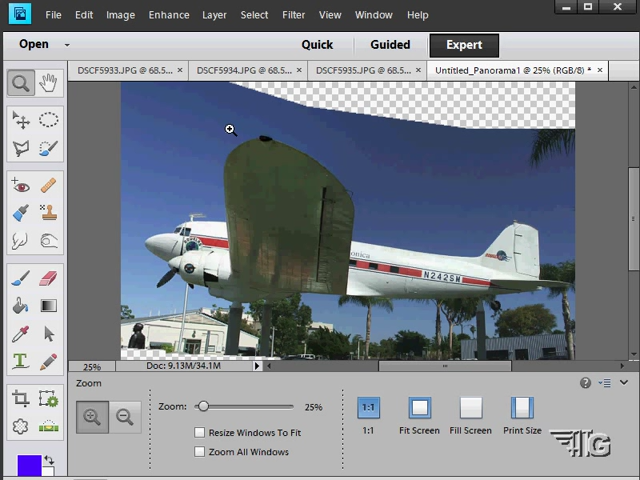 File Edit Image Enhance Layer Select Filter View Window Help
Open Quick Guided Expert
DSCF5933.JPG @ 68.5... × DSCF5934.JPG @ 68.5... × DSCF5935.JPG @ 68.5... × Untitled_Panorama1 @ 25% (RGB/8) * ×
N242SM
T
25% Doc: 9.13M/34.1M
Zoom
Zoom: 25%
1:1
1:1 Fit Screen Fill Screen Print Size
Resize Windows To Fit
Zoom All Windows
TG